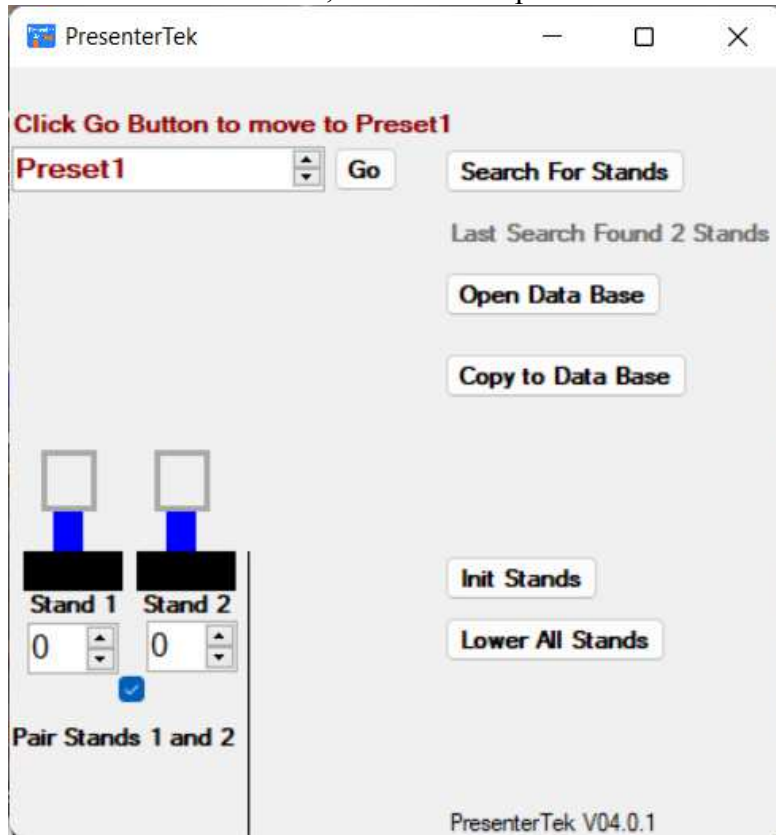 PresenterTek
Click Go Button to move to Preset1
Preset1
Go
Search For Stands
Last Search Found 2 Stands
Open Data Base
Copy to Data Base
Init Stands
Lower All Stands
Stand 1 Stand 2
0 0
Pair Stands 1 and 2
PresenterTek V04.0.1